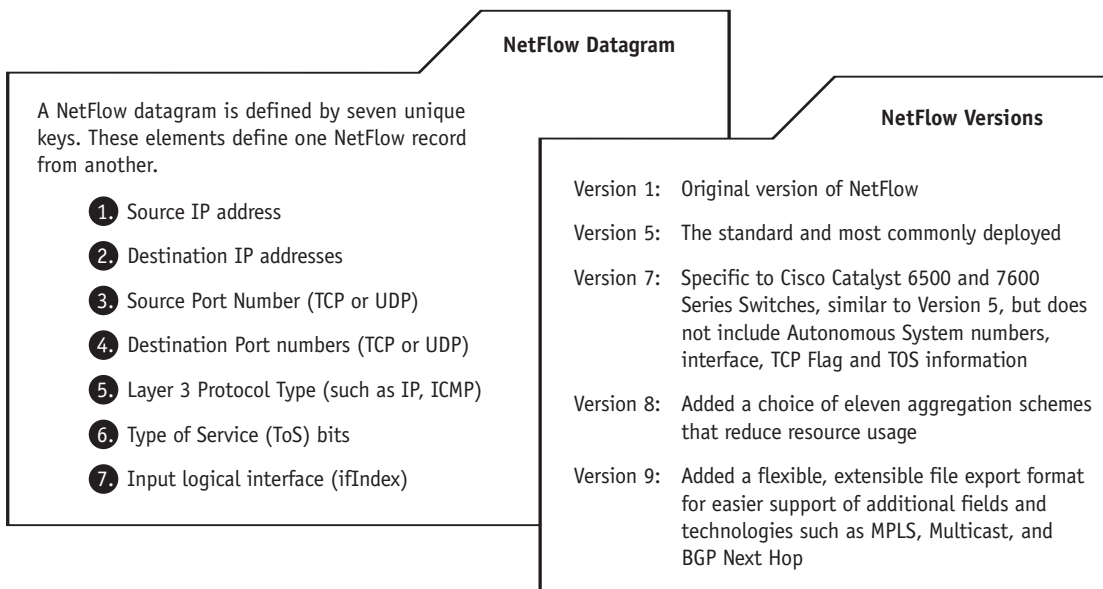 NetFlow Datagram
A NetFlow datagram is defined by seven unique
keys. These elements define one NetFlow record
from another.
1. Source IP address
2. Destination IP addresses
3. Source Port Number (TCP or UDP)
4. Destination Port numbers (TCP or UDP)
5. Layer 3 Protocol Type (such as IP, ICMP)
6. Type of Service (ToS) bits
7. Input logical interface (ifIndex)
NetFlow Versions
Version 1: Original version of NetFlow
Version 5: The standard and most commonly deployed
Version 7: Specific to Cisco Catalyst 6500 and 7600
Series Switches, similar to Version 5, but does
not include Autonomous System numbers,
interface, TCP Flag and TOS information
Version 8: Added a choice of eleven aggregation schemes
that reduce resource usage
Version 9: Added a flexible, extensible file export format
for easier support of additional fields and
technologies such as MPLS, Multicast, and
BGP Next Hop